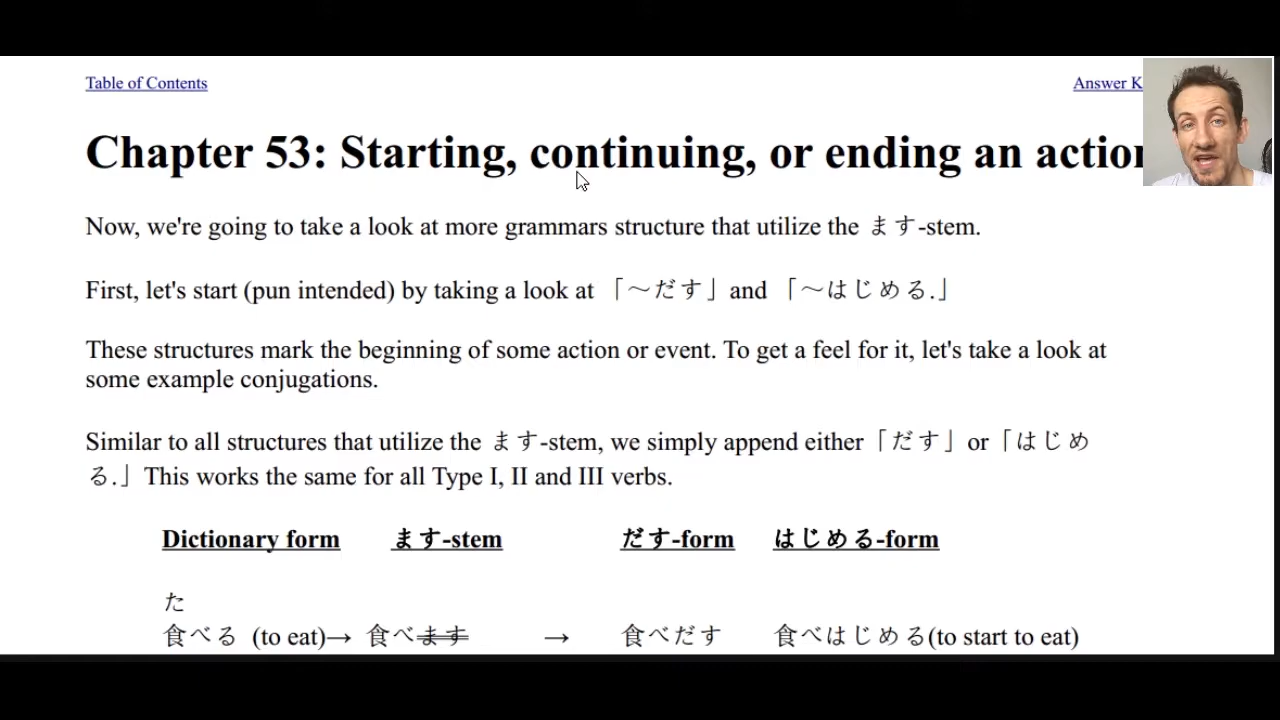 Table of Contents
Answer K
Chapter 53: Starting, continuing, or ending an action
Now, we're going to take a look at more grammars structure that utilize the ます-stem.
First, let's start (pun intended) by taking a look at 「～だす」 and 「～はじめる.」
These structures mark the beginning of some action or event. To get a feel for it, let's take a look at
some example conjugations.
Similar to all structures that utilize the ます-stem, we simply append either「だす」or「はじめ
る.」This works the same for all Type I, II and III verbs.
Dictionary form ます-stem だす-form はじめる-form
た
食べる (to eat)→ 食べます → 食べだす 食べはじめる(to start to eat)